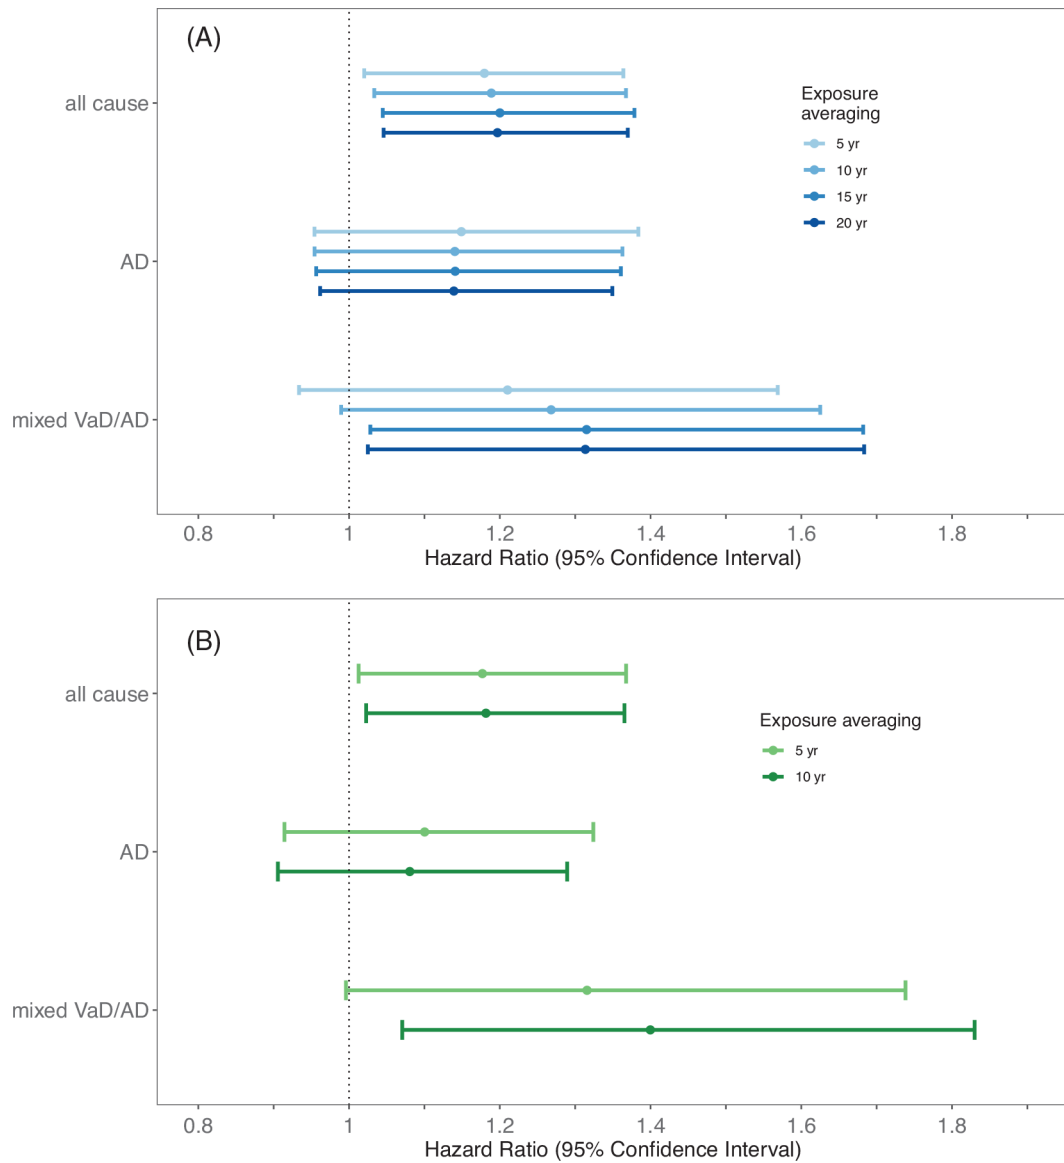 (A)
all cause
AD
mixed VaD/AD
Exposure
averaging
5 yr
10 yr
15 yr
20 yr
0.8 1 1.2 1.4 1.6 1.8
Hazard Ratio (95% Confidence Interval)
(B)
all cause
AD
mixed VaD/AD
Exposure averaging
5 yr
10 yr
0.8 1 1.2 1.4 1.6 1.8
Hazard Ratio (95% Confidence Interval)